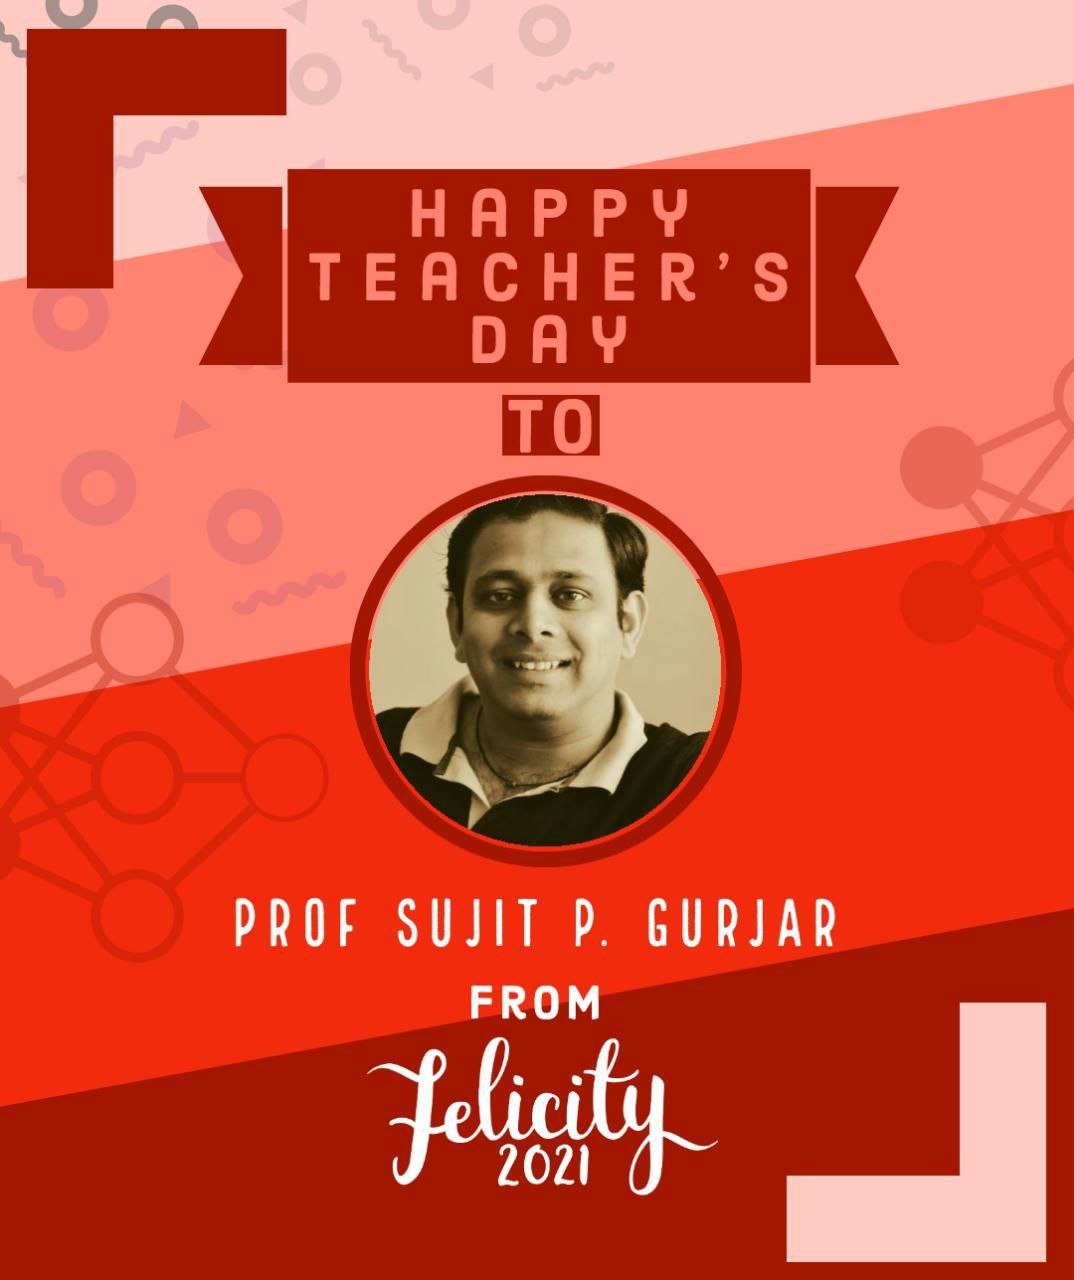 HAPPY
TEACHER'S
DAY
TO
PROF SUJIT P. GURJAR
FROM
Felicity
2021